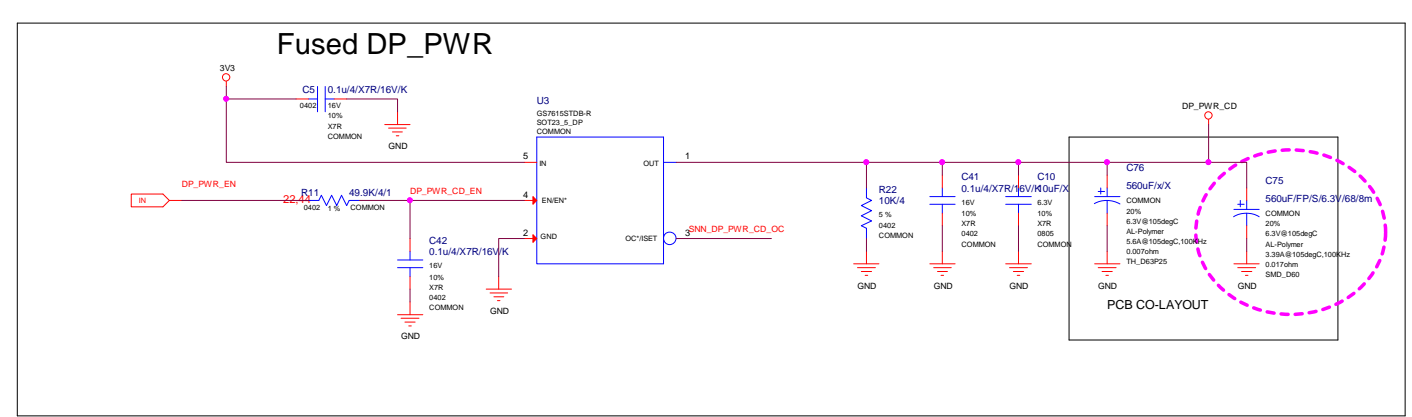 Fused DP_PWR
3V3
C5 0.1u/4/X7R/16V/K
0402 16V
10%
X7R
COMMON
GND
U3
GS7615STDB-R
SOT23_5_DP
COMMON
5 IN
OUT 1
4 EN/EN*
2 GND
OC*/ISET 3
SNN_DP_PWR_CD_OC
IN
DP_PWR_EN
22,44
R11 49.9K/4/1
0402 1 % COMMON
DP_PWR_CD_EN
C42
0.1u/4/X7R/16V/K
16V
10%
X7R
0402
COMMON
GND
GND
R22
10K/4
5 %
0402
COMMON
GND
C41
0.1u/4/X7R/16V/K
16V
10%
X7R
0402
COMMON
GND
C10
10uF/X
6.3V
10%
X7R
0805
COMMON
GND
DP_PWR_CD
C76
+
560uF/x/X
COMMON
20%
6.3V@105degC
AL-Polymer
5.6A@105degC,100KHz
0.007ohm
TH_D63P25
GND
C75
+
560uF/FP/S/6.3V/68/8m
COMMON
20%
6.3V@105degC
AL-Polymer
3.39A@105degC,100KHz
0.017ohm
SMD_D60
GND
PCB CO-LAYOUT